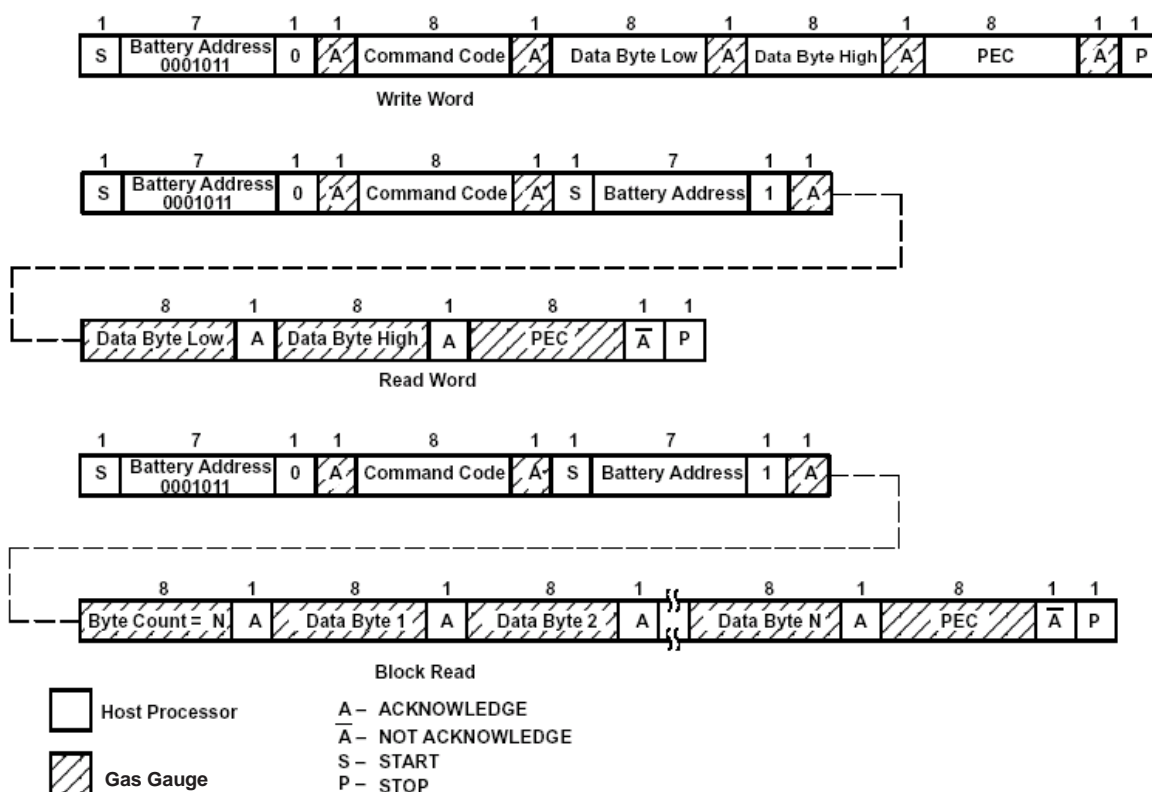 1 7 1 1 8 1 8 1 8 1 8 1 1
S Battery Address 0001011 0 A Command Code A Data Byte Low A Data Byte High A PEC A P
Write Word
1 7 1 1 8 1 1 7 1 1
S Battery Address 0001011 0 A Command Code A S Battery Address 1 A
8 1 8 1 8 1 1
Data Byte Low A Data Byte High A PEC A̅ P
Read Word
1 7 1 1 8 1 1 7 1 1
S Battery Address 0001011 0 A Command Code A S Battery Address 1 A
8 1 8 1 8 1 8 1 8 1 1
Byte Count = N A Data Byte 1 A Data Byte 2 A Data Byte N A PEC A̅ P
Block Read
Host Processor
Gas Gauge
A – ACKNOWLEDGE
A̅ – NOT ACKNOWLEDGE
S – START
P – STOP